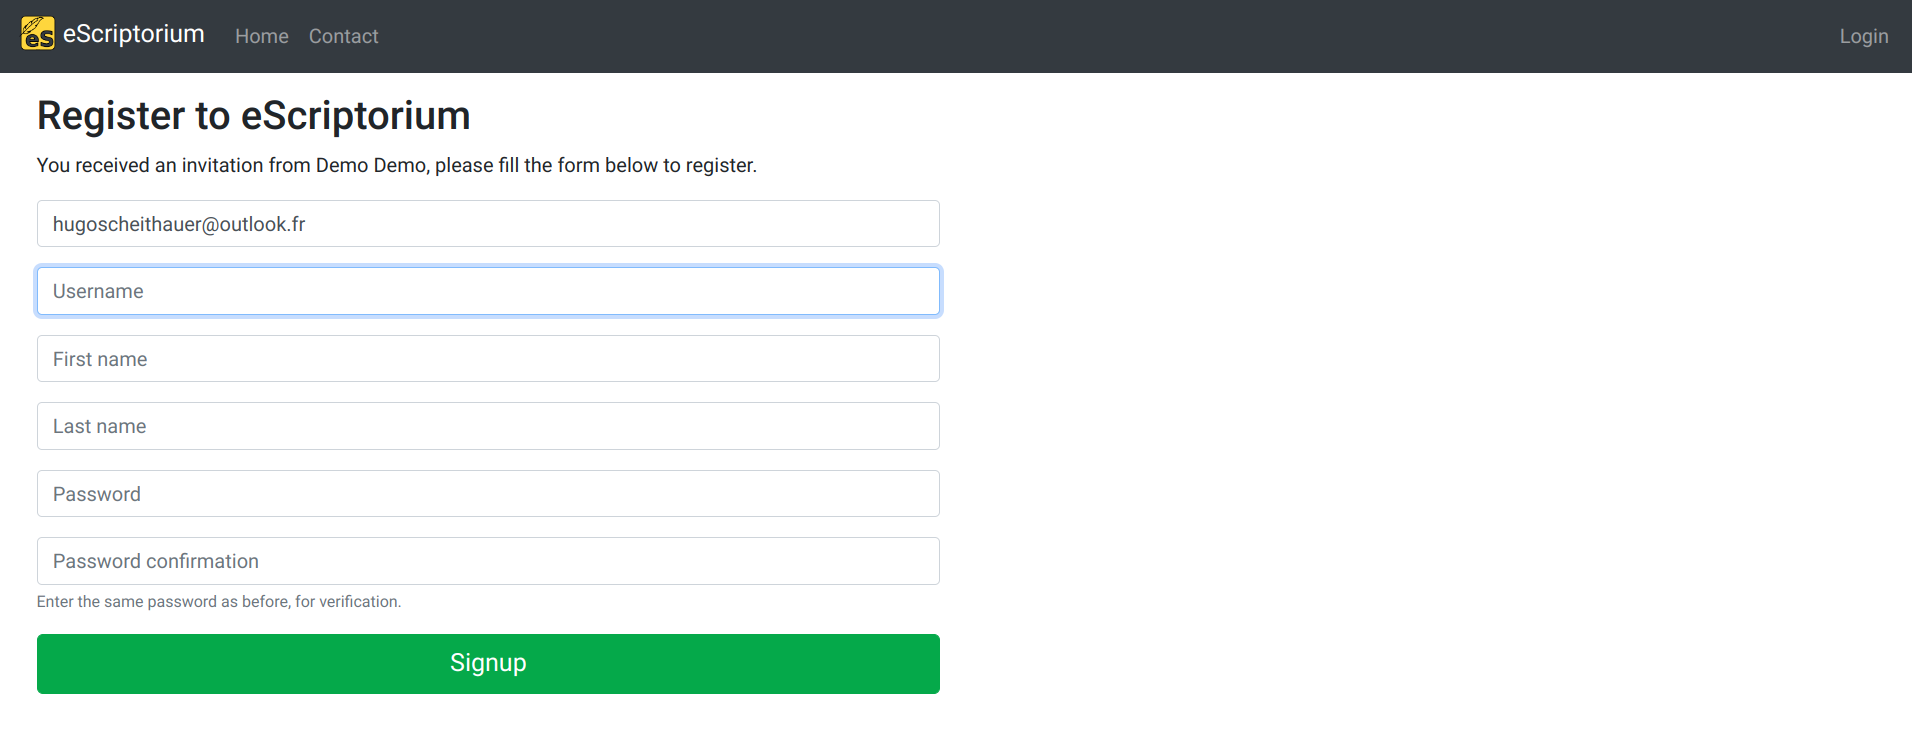 eS eScriptorium Home Contact Login
Register to eScriptorium
You received an invitation from Demo Demo, please fill the form below to register.
hugoscheithauer@outlook.fr
Username
First name
Last name
Password
Password confirmation
Enter the same password as before, for verification.
Signup